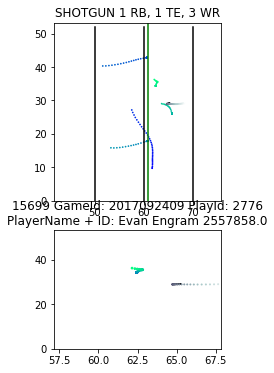 SHOTGUN 1 RB, 1 TE, 3 WR
50
40
30
20
10
0
50 60 70
15699 GameId: 2017092409 PlayId: 2776
PlayerName + ID: Evan Engram 2557858.0
40
20
0
57.5 60.0 62.5 65.0 67.5